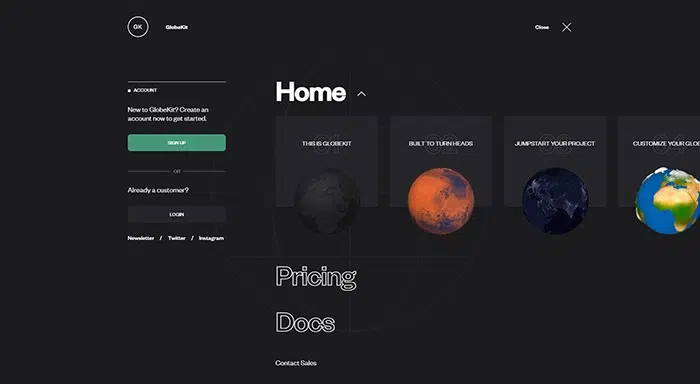 GK
GlobeKit
Close
ACCOUNT
New to GlobeKit? Create an
account now to get started.
SIGN UP
OR
Already a customer?
LOGIN
Newsletter / Twitter / Instagram
Home
01
THIS IS GLOBEKIT
02
BUILT TO TURN HEADS
03
JUMPSTART YOUR PROJECT
04
CUSTOMIZE YOUR GLOB
Pricing
Docs
Contact Sales